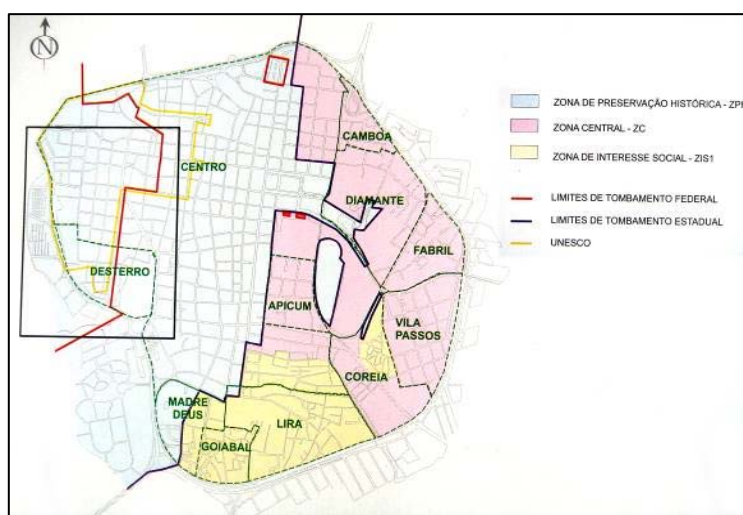 N
ZONA DE PRESERVAÇÃO HISTÓRICA - ZPH
ZONA CENTRAL - ZC
ZONA DE INTERESSE SOCIAL - ZIS1
LIMITES DE TOMBAMENTO FEDERAL
LIMITES DE TOMBAMENTO ESTADUAL
UNESCO
CAMBOA
CENTRO
DIAMANTE
FABRIL
DESTERRO
APICUM
VILA
PASSOS
COREIA
MADRE
DEUS
LIRA
GOIABAL